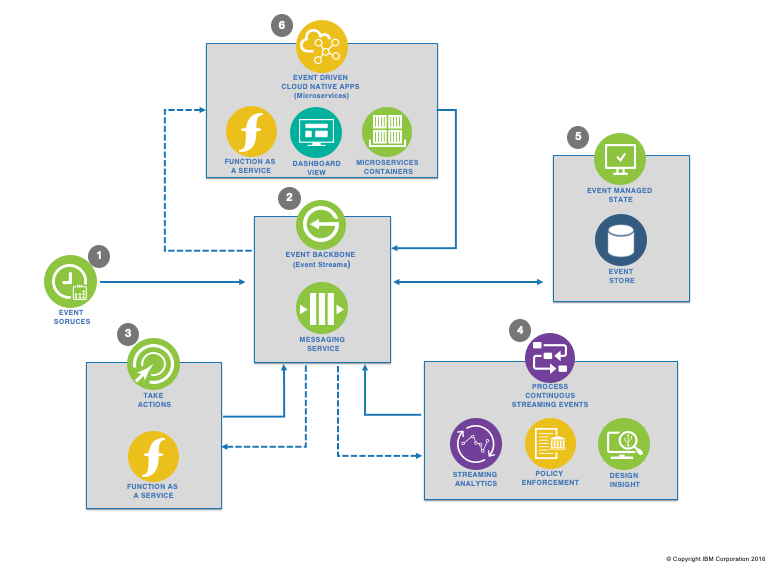 6
EVENT DRIVEN
CLOUD NATIVE APPS
(Microservices)
FUNCTION AS
A SERVICE
DASHBOARD
VIEW
MICROSERVICES
CONTAINERS
5
EVENT MANAGED
STATE
EVENT
STORE
2
EVENT BACKBONE
(Event Streams)
MESSAGING
SERVICE
1
EVENT
SORUCES
3
TAKE
ACTIONS
FUNCTION AS
A SERVICE
4
PROCESS
CONTINUOUS
STREAMING EVENTS
STREAMING
ANALYTICS
POLICY
ENFORCEMENT
DESIGN
INSIGHT
© Copyright IBM Corporation 2016